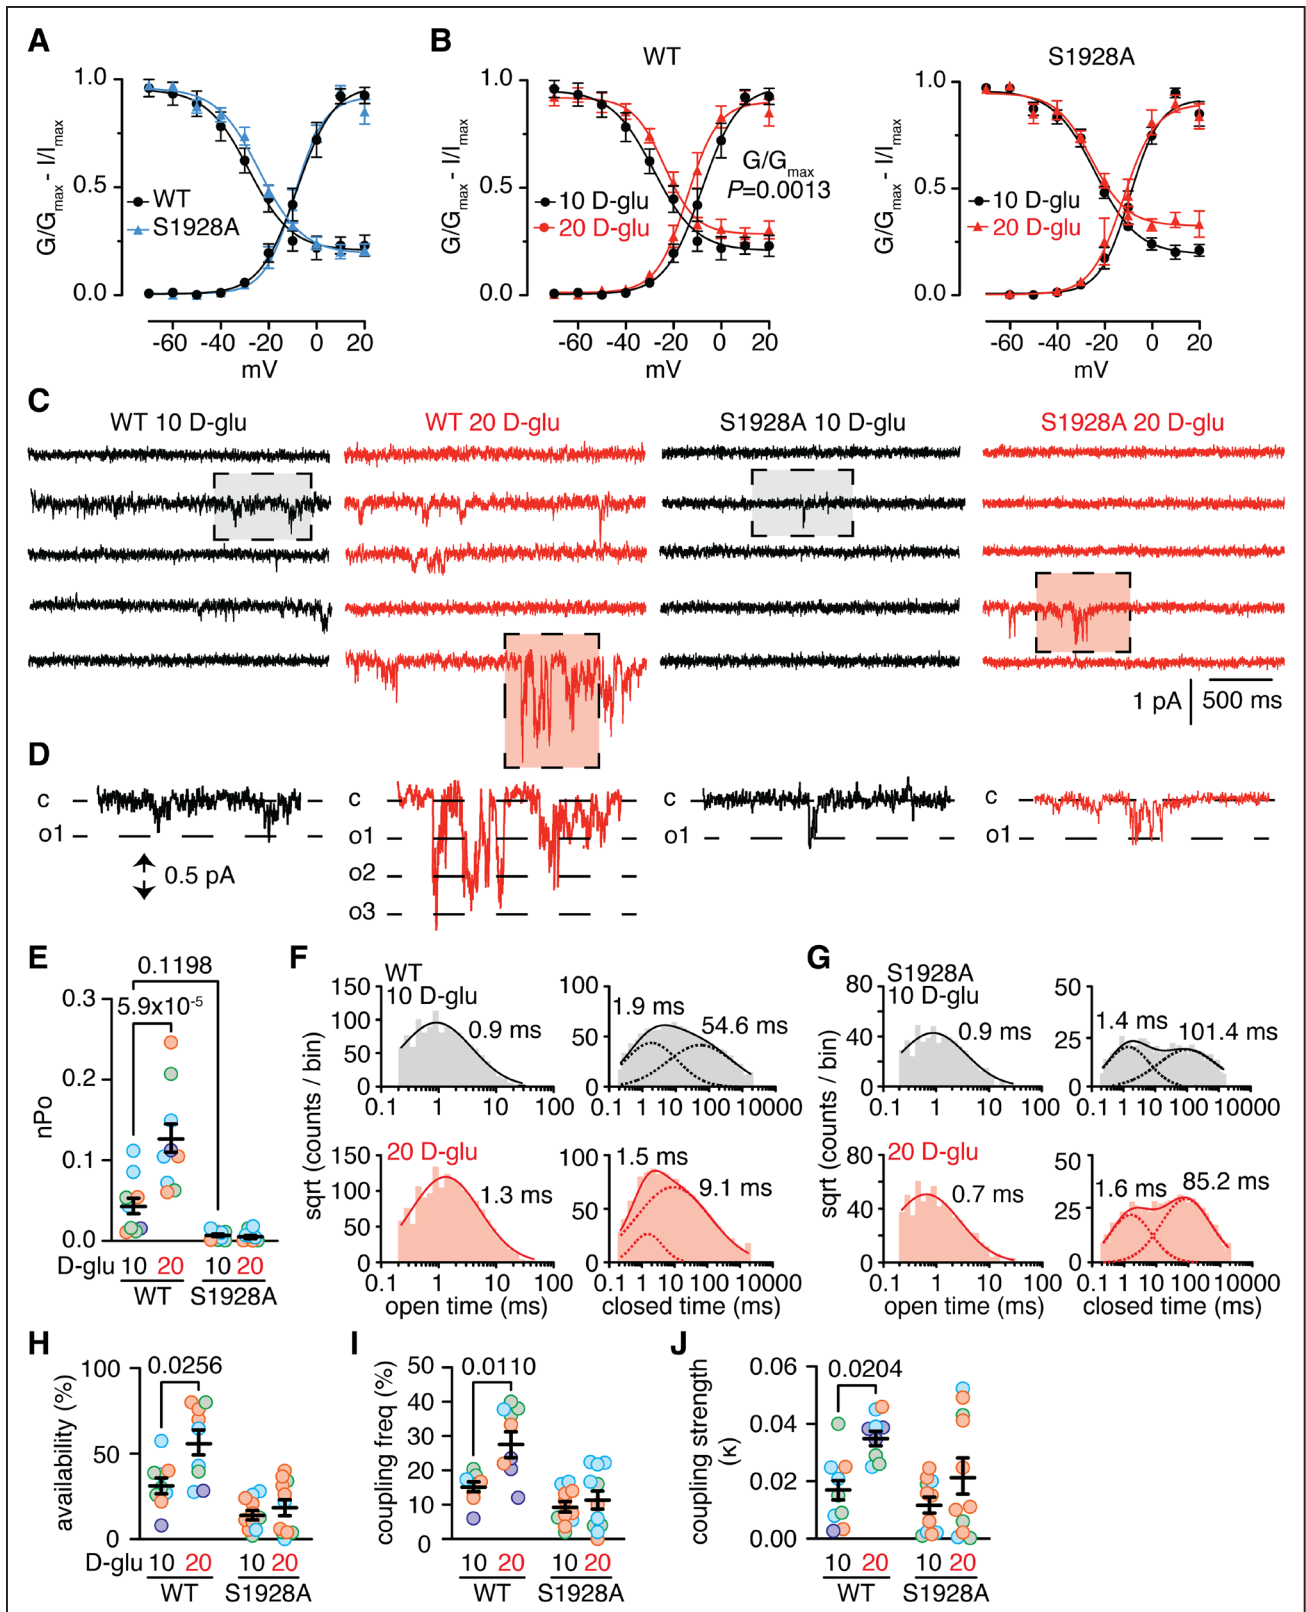 A
B
WT
S1928A
G/Gmax - I/Imax
1.0
0.5
0.0
WT
S1928A
-60 -40 -20 0 20
mV
G/Gmax - I/Imax
1.0
0.5
0.0
10 D-glu
20 D-glu
G/Gmax
P=0.0013
-60 -40 -20 0 20
mV
G/Gmax - I/Imax
1.0
0.5
0.0
10 D-glu
20 D-glu
-60 -40 -20 0 20
mV
C
WT 10 D-glu
WT 20 D-glu
S1928A 10 D-glu
S1928A 20 D-glu
1 pA
500 ms
D
c
o1
0.5 pA
c
o1
o2
o3
c
o1
c
o1
E
0.1198
5.9x10-5
nPo
0.3
0.2
0.1
0.0
D-glu 10 20 10 20
WT S1928A
F
WT
10 D-glu
sqrt (counts / bin)
150
100
50
0
0.9 ms
0.1 1 10 100
100
50
0
1.9 ms
54.6 ms
0.1 1 10 100 10000
20 D-glu
150
100
50
0
1.3 ms
0.1 1 10 100
open time (ms)
100
50
0
1.5 ms
9.1 ms
0.1 1 10 100 10000
closed time (ms)
G
S1928A
10 D-glu
sqrt (counts / bin)
80
40
0
0.9 ms
0.1 1 10 100
50
25
0
1.4 ms
101.4 ms
0.1 1 10 100 10000
20 D-glu
80
40
0
0.7 ms
0.1 1 10 100
open time (ms)
50
25
0
1.6 ms
85.2 ms
0.1 1 10 100 10000
closed time (ms)
H
0.0256
availability (%)
100
50
0
D-glu 10 20 10 20
WT S1928A
I
0.0110
coupling freq (%)
50
40
30
20
10
0
10 20 10 20
WT S1928A
J
0.0204
coupling strength
(κ)
0.06
0.04
0.02
0.00
10 20 10 20
WT S1928A